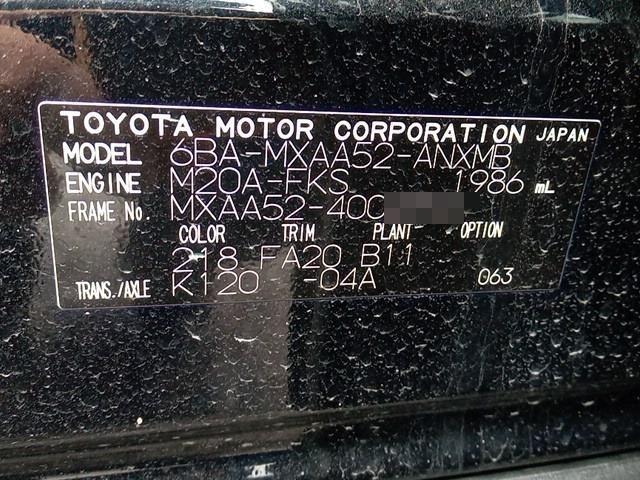 TOYOTA MOTOR CORPORATION JAPAN
MODEL 6BA-MXAA52-ANXMB
ENGINE M20A-FKS 1986 mL
FRAME No. MXAA52-400
COLOR TRIM PLANT OPTION
218 FA20 B11
TRANS./AXLE K120 -04A 063